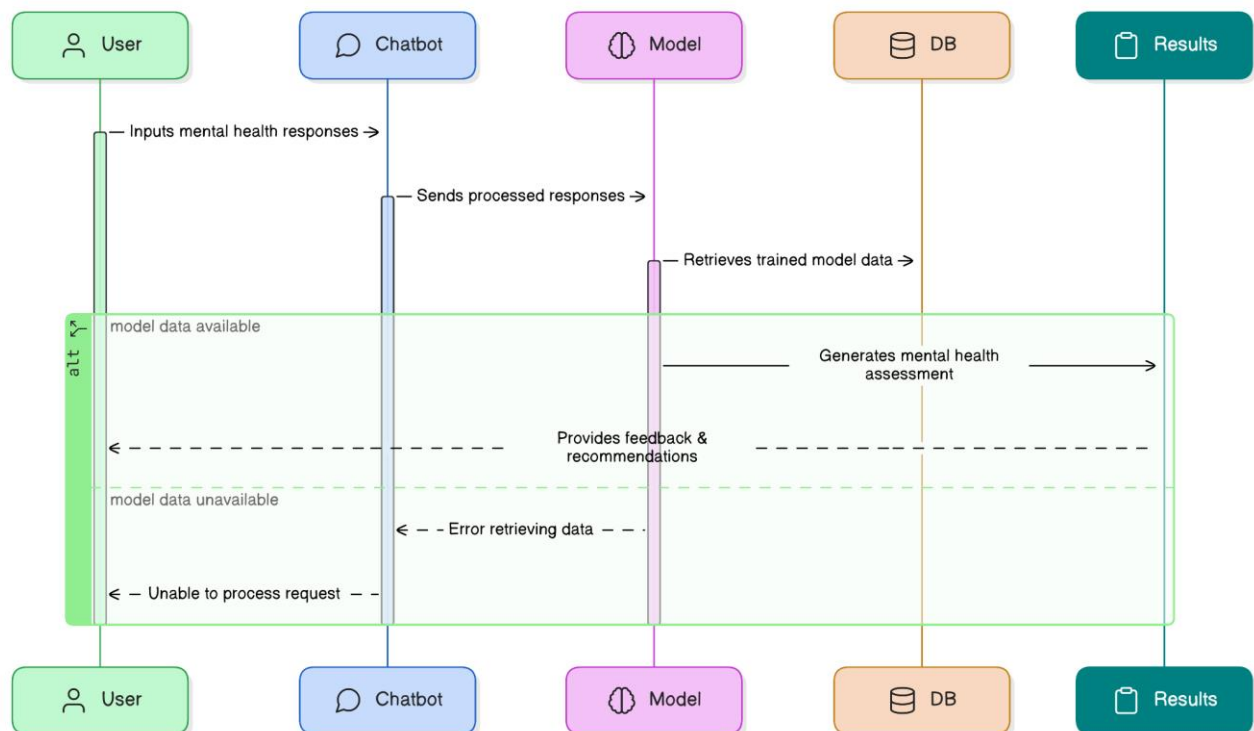 User
Chatbot
Model
DB
Results
Inputs mental health responses
Sends processed responses
Retrieves trained model data
alt
model data available
Generates mental health
assessment
Provides feedback &
recommendations
model data unavailable
Error retrieving data
Unable to process request
User
Chatbot
Model
DB
Results